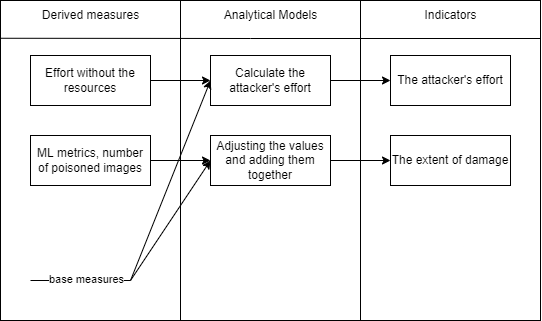 Derived measures
Analytical Models
Indicators
Effort without the
resources
Calculate the
attacker's effort
The attacker's effort
ML metrics, number
of poisoned images
Adjusting the values
and adding them
together
The extent of damage
base measures